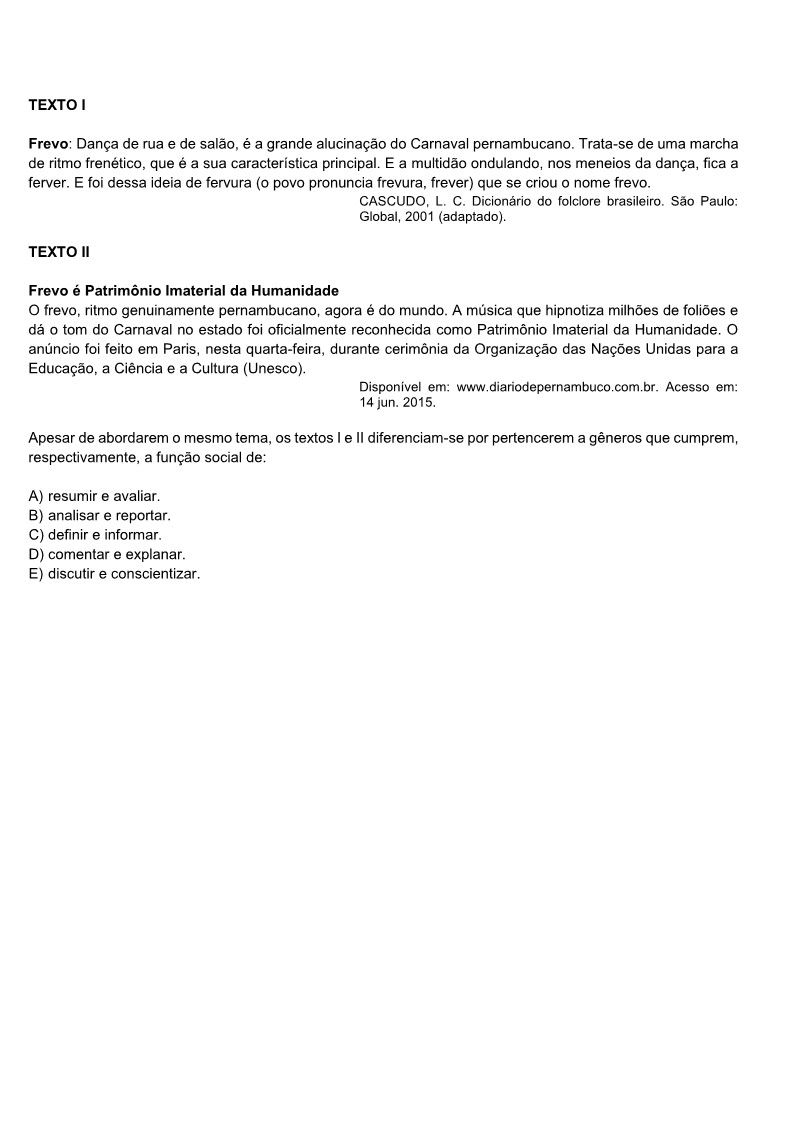 TEXTO I
Frevo: Dança de rua e de salão, é a grande alucinação do Carnaval pernambucano. Trata-se de uma marcha
de ritmo frenético, que é a sua característica principal. E a multidão ondulando, nos meneios da dança, fica a
ferver. E foi dessa ideia de fervura (o povo pronuncia frevura, frever) que se criou o nome frevo.
CASCUDO, L. C. Dicionário do folclore brasileiro. São Paulo:
Global, 2001 (adaptado).
TEXTO II
Frevo é Patrimônio Imaterial da Humanidade
O frevo, ritmo genuinamente pernambucano, agora é do mundo. A música que hipnotiza milhões de foliões e
dá o tom do Carnaval no estado foi oficialmente reconhecida como Patrimônio Imaterial da Humanidade. O
anúncio foi feito em Paris, nesta quarta-feira, durante cerimônia da Organização das Nações Unidas para a
Educação, a Ciência e a Cultura (Unesco).
Disponível em: www.diariodepernambuco.com.br. Acesso em:
14 jun. 2015.
Apesar de abordarem o mesmo tema, os textos I e II diferenciam-se por pertencerem a gêneros que cumprem,
respectivamente, a função social de:
A) resumir e avaliar.
B) analisar e reportar.
C) definir e informar.
D) comentar e explanar.
E) discutir e conscientizar.